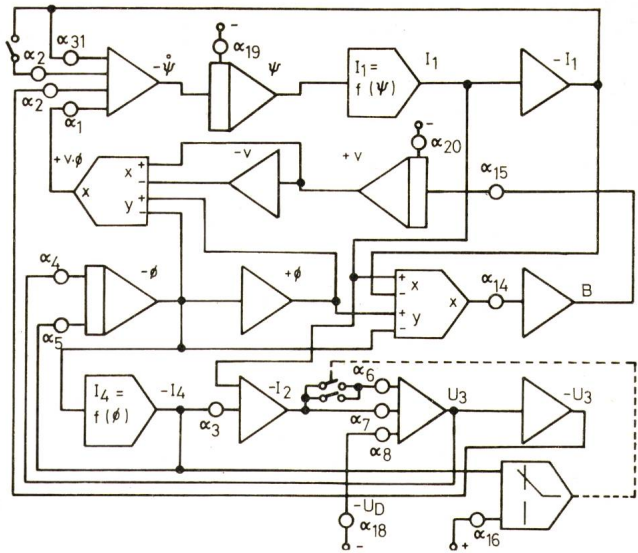 α31
α2
α2
α1
-ψ̊
-
α19
ψ
I1 =
f (ψ)
I1
-I1
+v·ϕ
x
x +
-
y +
-
-v
+v
-
α20
α15
α4
α5
-ϕ
+ϕ
+ x
-
+ y
-
x
α14
B
I4 =
f (ϕ)
-I4
α3
-I2
α6
α7
α8
U3
-U3
-UD
α18
-
α16
+